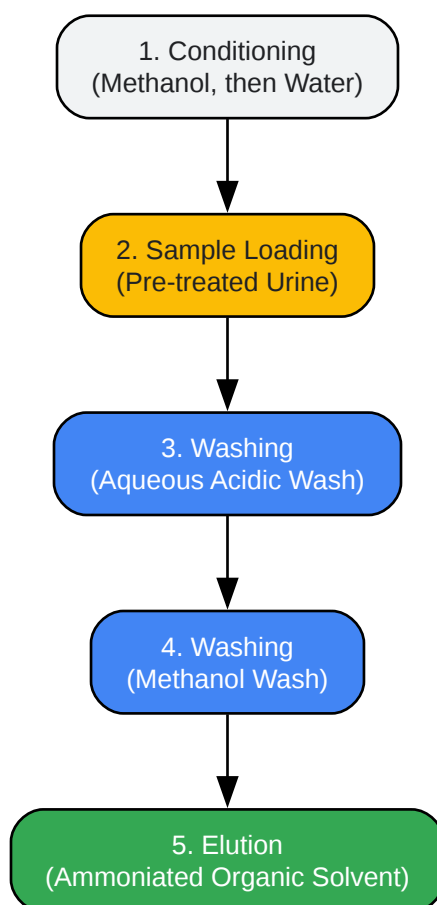 1. Conditioning
(Methanol, then Water)
2. Sample Loading
(Pre-treated Urine)
3. Washing
(Aqueous Acidic Wash)
4. Washing
(Methanol Wash)
5. Elution
(Ammoniated Organic Solvent)